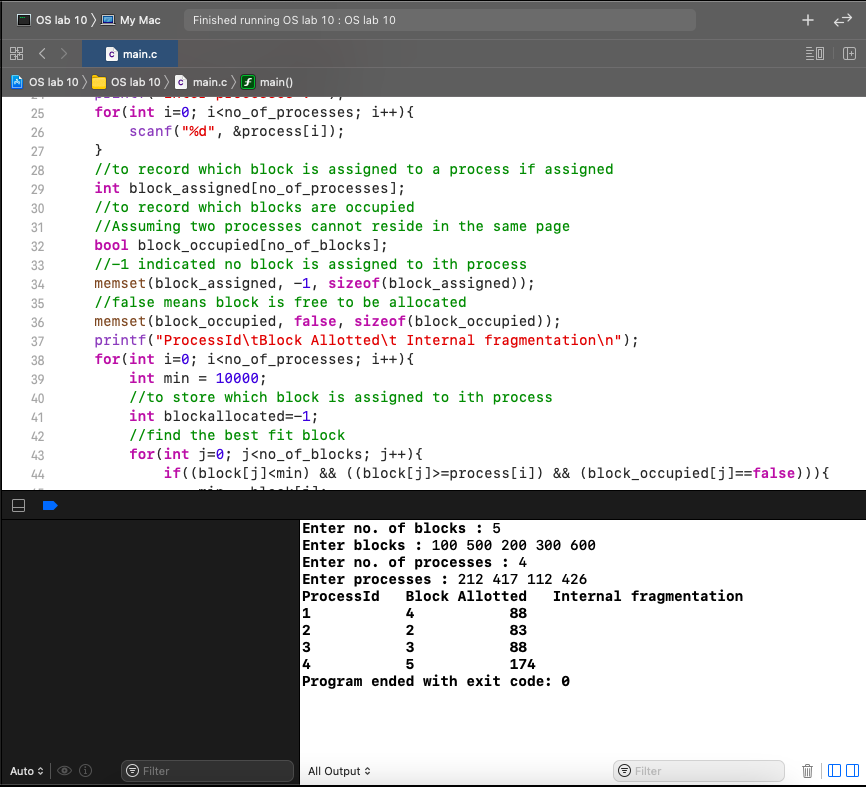 OS lab 10 〉 My Mac
Finished running OS lab 10 : OS lab 10
main.c
OS lab 10 〉 OS lab 10 〉 main.c 〉 main()
25 for(int i=0; i<no_of_processes; i++){
26 scanf("%d", &process[i]);
27 }
28 //to record which block is assigned to a process if assigned
29 int block_assigned[no_of_processes];
30 //to record which blocks are occupied
31 //Assuming two processes cannot reside in the same page
32 bool block_occupied[no_of_blocks];
33 //-1 indicated no block is assigned to ith process
34 memset(block_assigned, -1, sizeof(block_assigned));
35 //false means block is free to be allocated
36 memset(block_occupied, false, sizeof(block_occupied));
37 printf("ProcessId\tBlock Allotted\t Internal fragmentation\n");
38 for(int i=0; i<no_of_processes; i++){
39 int min = 10000;
40 //to store which block is assigned to ith process
41 int blockallocated=-1;
42 //find the best fit block
43 for(int j=0; j<no_of_blocks; j++){
44 if((block[j]<min) && ((block[j]>=process[i]) && (block_occupied[j]==false))){
Enter no. of blocks : 5
Enter blocks : 100 500 200 300 600
Enter no. of processes : 4
Enter processes : 212 417 112 426
ProcessId Block Allotted Internal fragmentation
1 4 88
2 2 83
3 3 88
4 5 174
Program ended with exit code: 0
Auto Filter All Output Filter